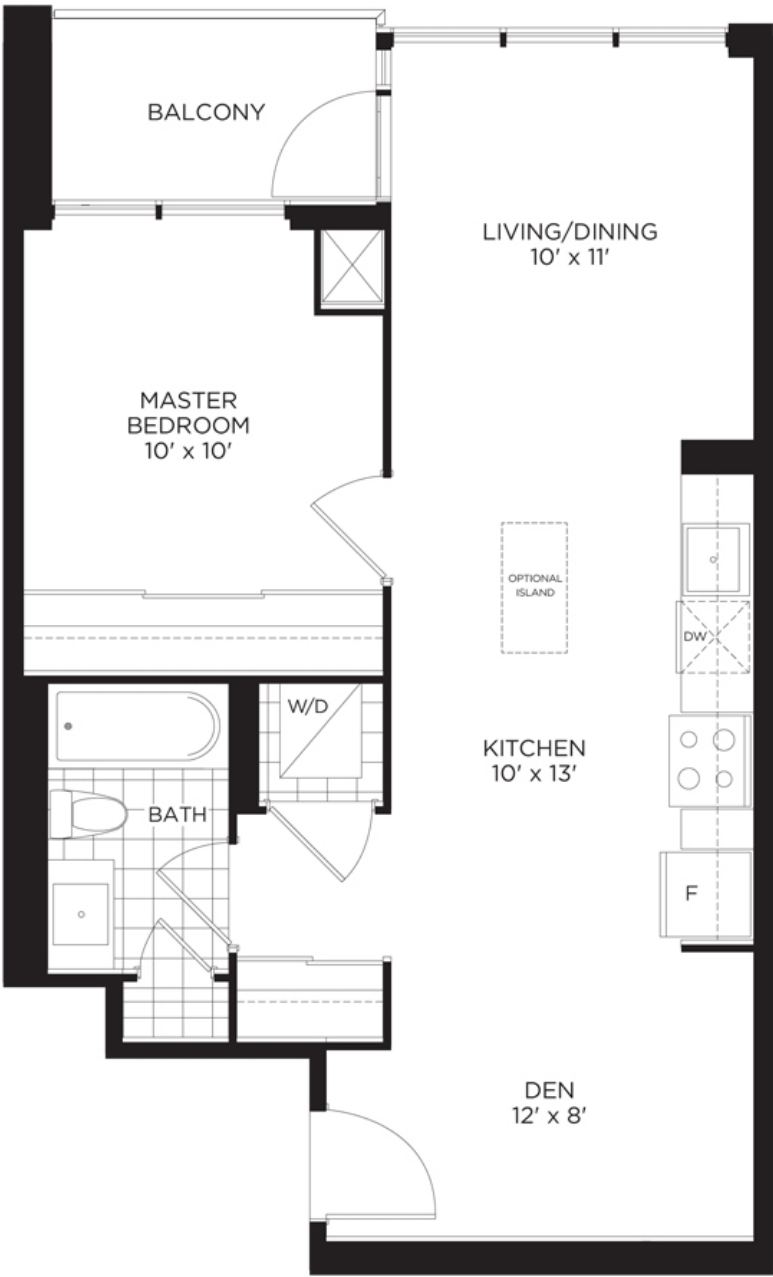 BALCONY
LIVING/DINING
10' x 11'
MASTER
BEDROOM
10' x 10'
OPTIONAL
ISLAND
DW
W/D
KITCHEN
10' x 13'
BATH
F
DEN
12' x 8'